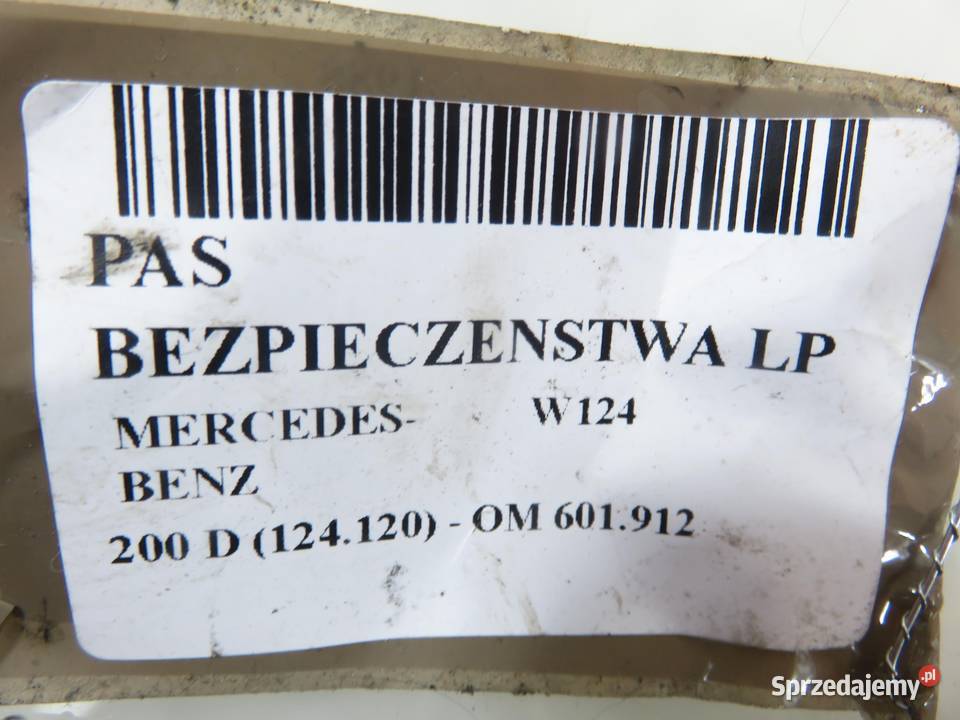 PAS
BEZPIECZENSTWA LP
MERCEDES- W124
BENZ
200 D (124.120) - OM 601.912
Sprzedajemy.pl